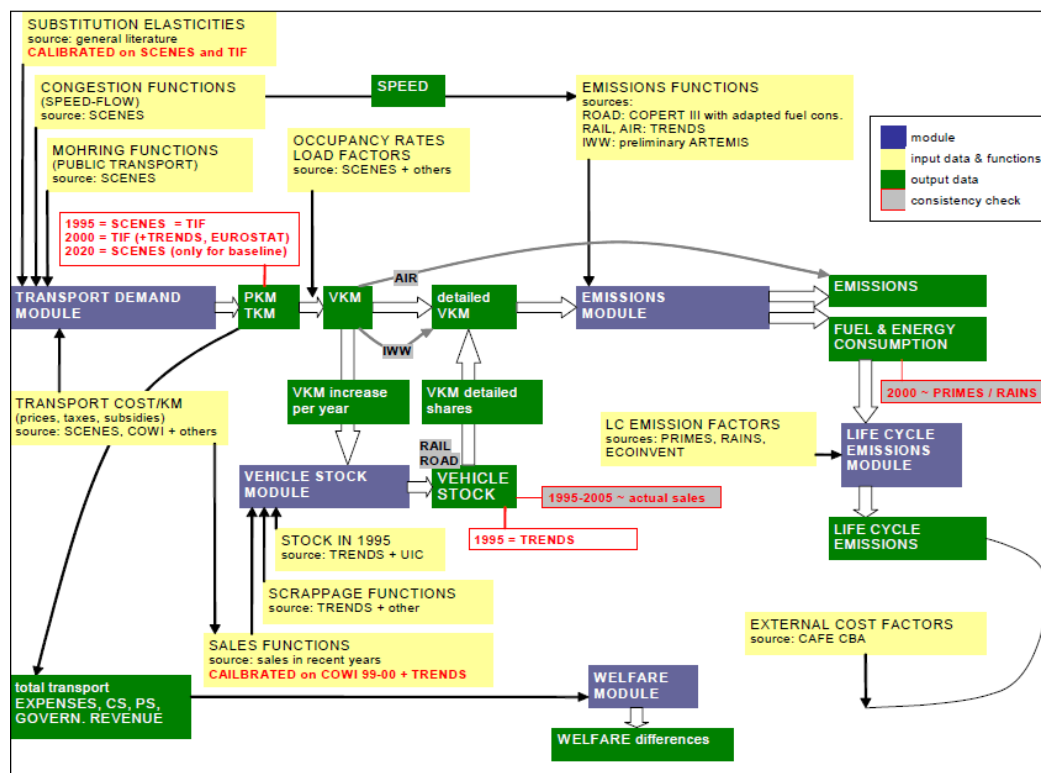 SUBSTITUTION ELASTICITIES
source: general literature
CALIBRATED on SCENES and TIF
CONGESTION FUNCTIONS
(SPEED-FLOW)
source: SCENES
SPEED
EMISSIONS FUNCTIONS
sources:
ROAD: COPERT III with adapted fuel cons.
RAIL, AIR: TRENDS
IWW: preliminary ARTEMIS
module
input data & functions
output data
consistency check
MOHRING FUNCTIONS
(PUBLIC TRANSPORT)
source: SCENES
OCCUPANCY RATES
LOAD FACTORS
source: SCENES + others
1995 = SCENES = TIF
2000 = TIF (+TRENDS, EUROSTAT)
2020 = SCENES (only for baseline)
TRANSPORT DEMAND
MODULE
PKM
TKM
VKM
AIR
IWW
detailed
VKM
EMISSIONS
MODULE
EMISSIONS
FUEL & ENERGY
CONSUMPTION
2000 ~ PRIMES / RAINS
VKM increase
per year
VKM detailed
shares
TRANSPORT COST/KM
(prices, taxes, subsidies)
source: SCENES, COWI + others
LC EMISSION FACTORS
sources: PRIMES, RAINS,
ECOINVENT
LIFE CYCLE
EMISSIONS
MODULE
RAIL
ROAD
VEHICLE STOCK
MODULE
VEHICLE
STOCK
1995-2005 ~ actual sales
1995 = TRENDS
LIFE CYCLE
EMISSIONS
STOCK IN 1995
source: TRENDS + UIC
SCRAPPAGE FUNCTIONS
source: TRENDS + other
SALES FUNCTIONS
source: sales in recent years
CAILBRATED on COWI 99-00 + TRENDS
EXTERNAL COST FACTORS
source: CAFE CBA
total transport
EXPENSES, CS, PS,
GOVERN. REVENUE
WELFARE
MODULE
WELFARE differences